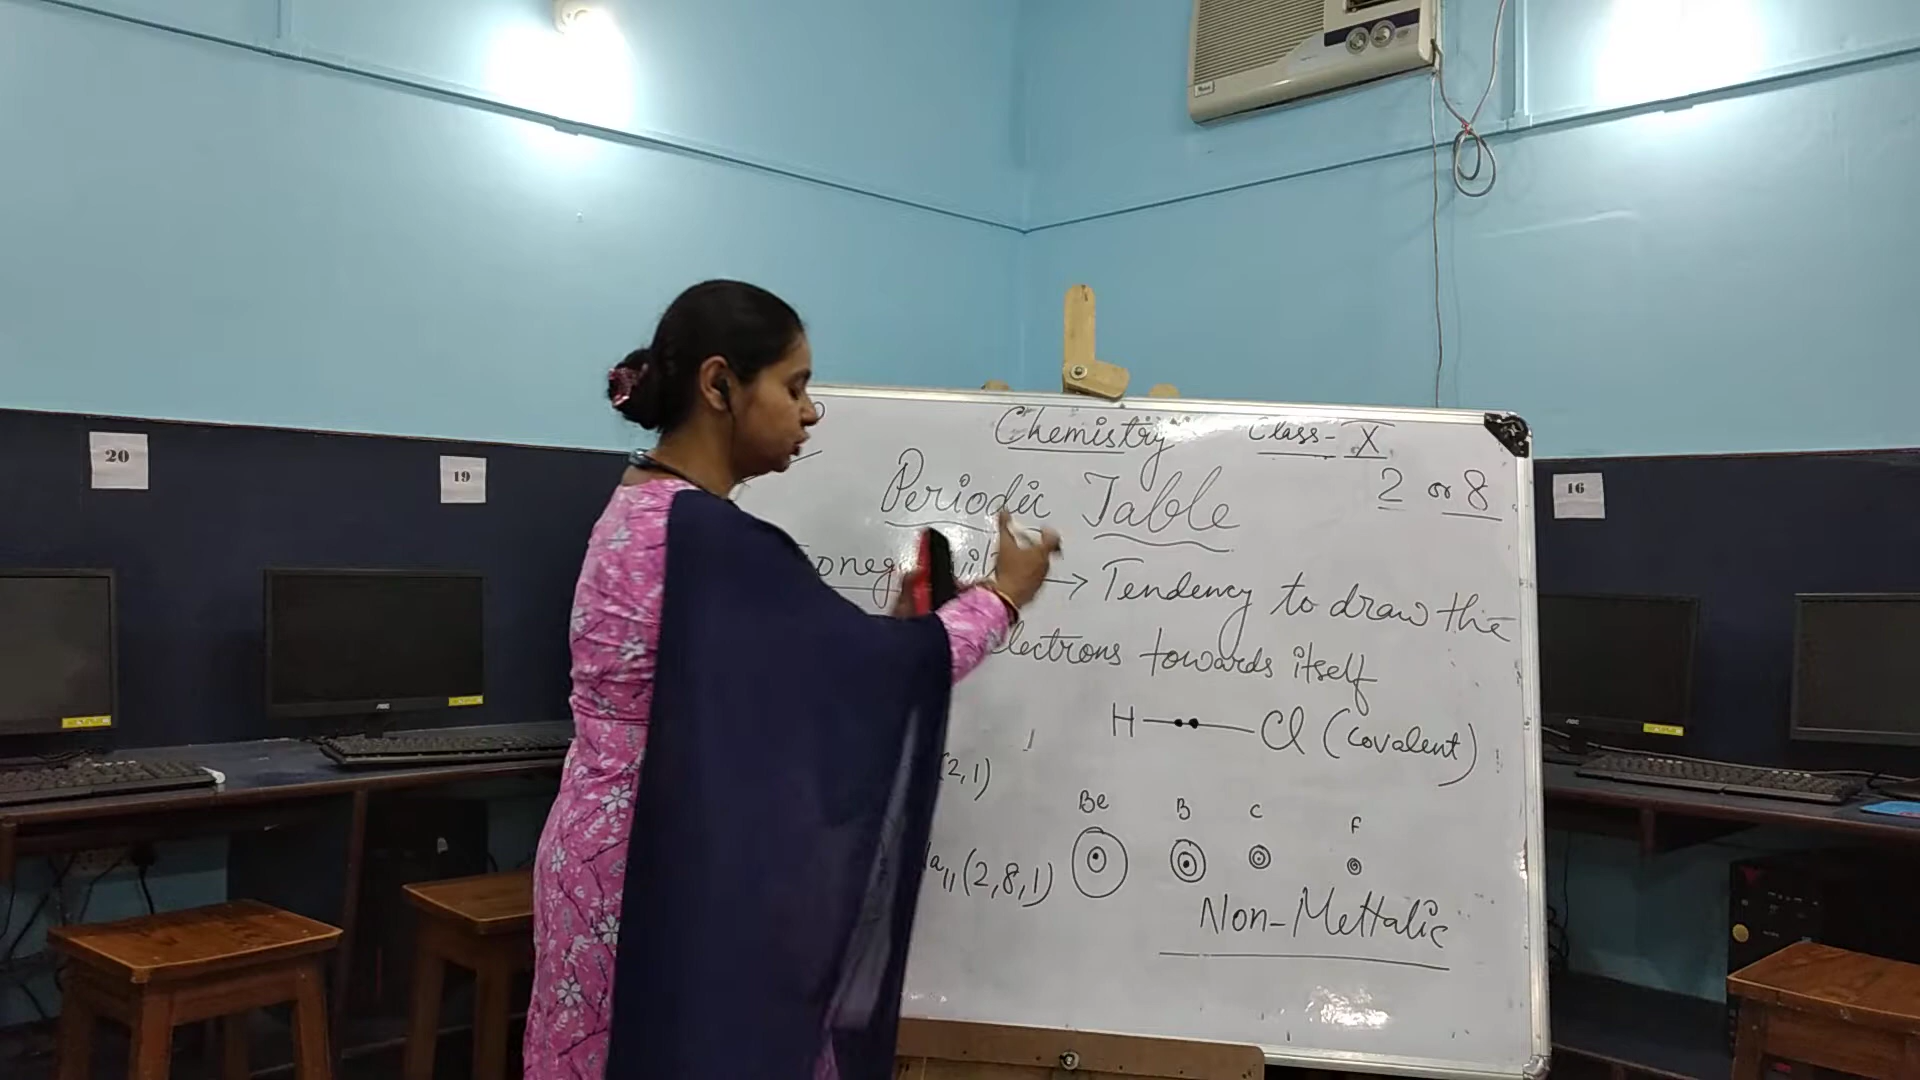 Chemistry Class - X
2 or 8
Periodic Table
→ Tendency to draw the
lectrons towards itself
H—Cl (covalent)
(2,1)
Be B C F
a11 (2,8,1)
Non-Mettalic
20
19
16